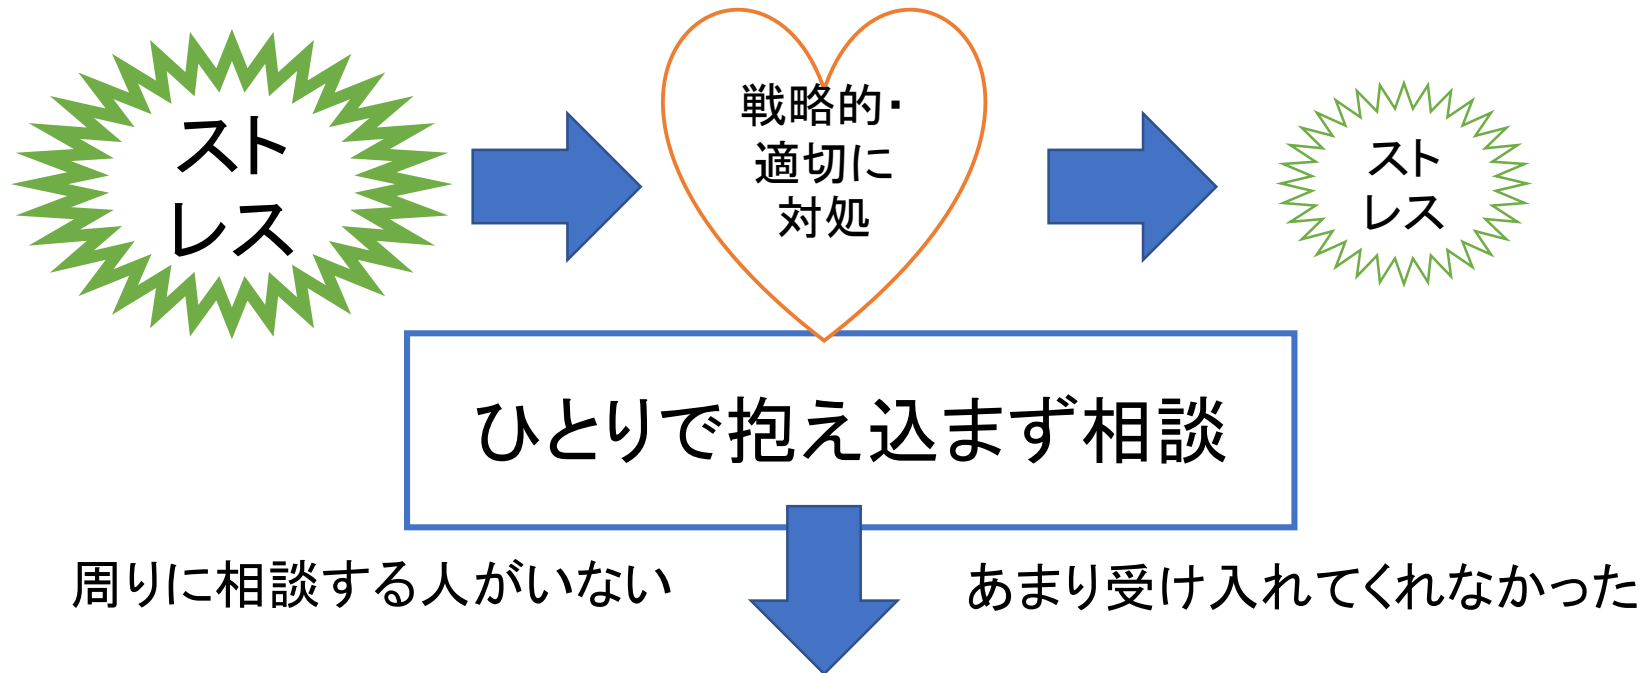 スト
レス
戦略的・
適切に
対処
スト
レス
ひとりで抱え込まず相談
周りに相談する人がいない
あまり受け入れてくれなかった